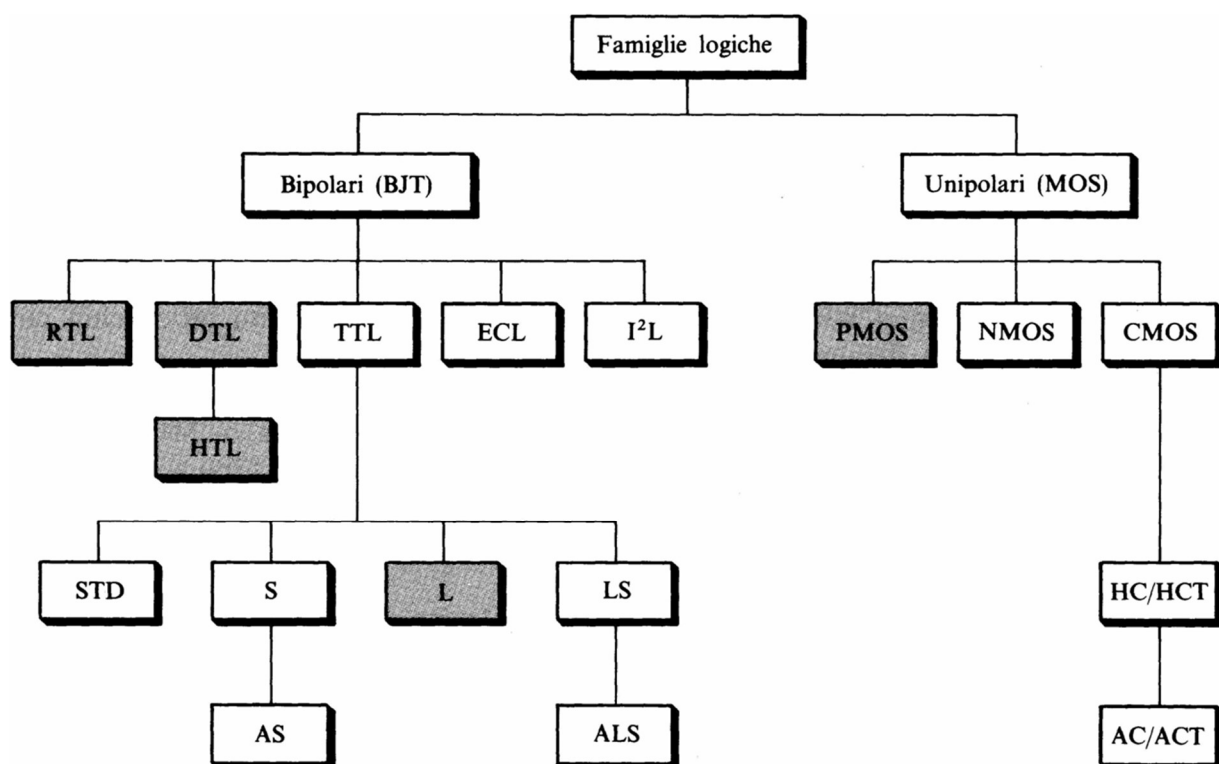 Famiglie logiche
Bipolari (BJT)
Unipolari (MOS)
RTL
DTL
TTL
ECL
I²L
PMOS
NMOS
CMOS
HTL
STD
S
L
LS
HC/HCT
AS
ALS
AC/ACT